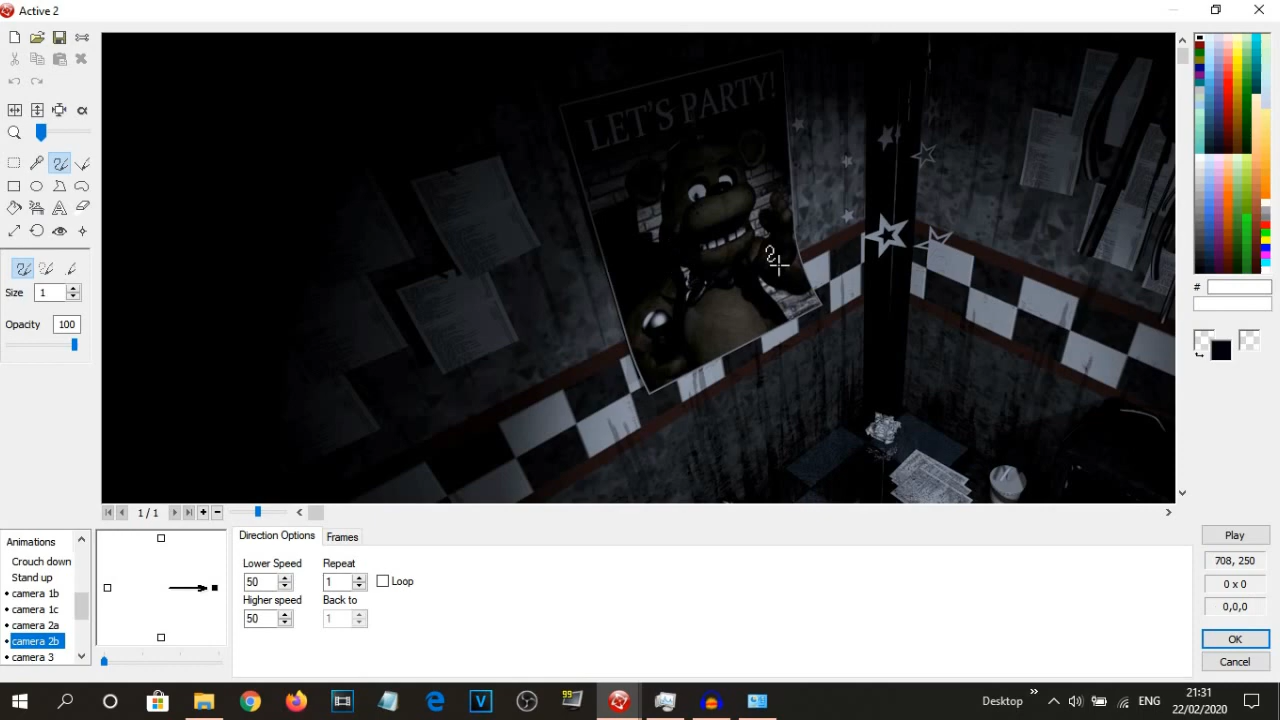 Active 2
LET'S PARTY!
Size
1
Opacity
100
#
1 / 1
Animations
Crouch down
Stand up
camera 1b
camera 1c
camera 2a
camera 2b
camera 3
Direction Options
Frames
Lower Speed
Repeat
50
1
Loop
Higher speed
Back to
50
1
Play
708, 250
0 x 0
0,0,0
OK
Cancel
99
Desktop
ENG
21:31
22/02/2020